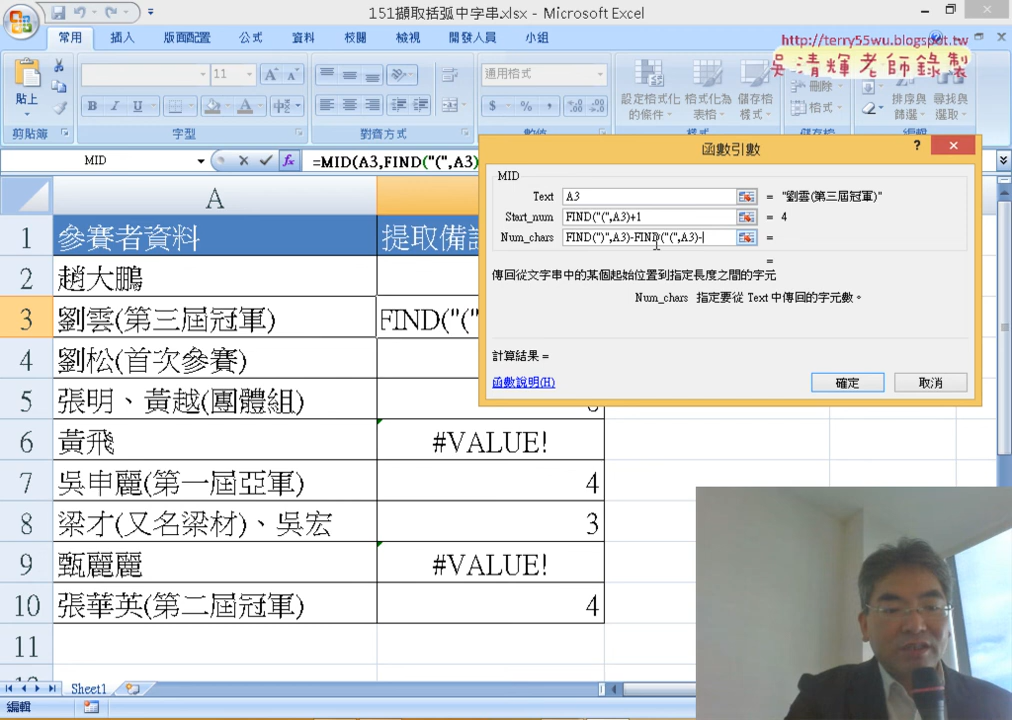 151擷取括弧中字串.xlsx - Microsoft Excel
常用 插入 版面配置 公式 資料 校閱 檢視 開發人員 小組
http://terry55wu.blogspot.tw
吳清輝老師錄製
貼上
11
A A
B I U
通用格式
$ % ,
設定格式化的條件 格式化為表格 儲存格樣式
刪除
格式
排序與篩選 尋找與選取
剪貼簿 字型 對齊方式 數值 樣式 儲存格 編輯
MID
=MID(A3,FIND("(",A3)
A
1 參賽者資料 提取備
2 趙大鵬
3 劉雲(第三屆冠軍) FIND("("
4 劉松(首次參賽)
5 張明、黃越(團體組)
6 黃飛 #VALUE!
7 吳申麗(第一屆亞軍) 4
8 梁才(又名梁材)、吳宏 3
9 甄麗麗 #VALUE!
10 張華英(第二屆冠軍) 4
11
函數引數
MID
Text A3 = "劉雲(第三屆冠軍)"
Start_num FIND("(",A3)+1 = 4
Num_chars FIND(")",A3)-FIND("(",A3)- =
=
傳回從文字串中的某個起始位置到指定長度之間的字元
Num_chars 指定要從 Text 中傳回的字元數。
計算結果 =
函數說明(H)
確定 取消
Sheet1
編輯